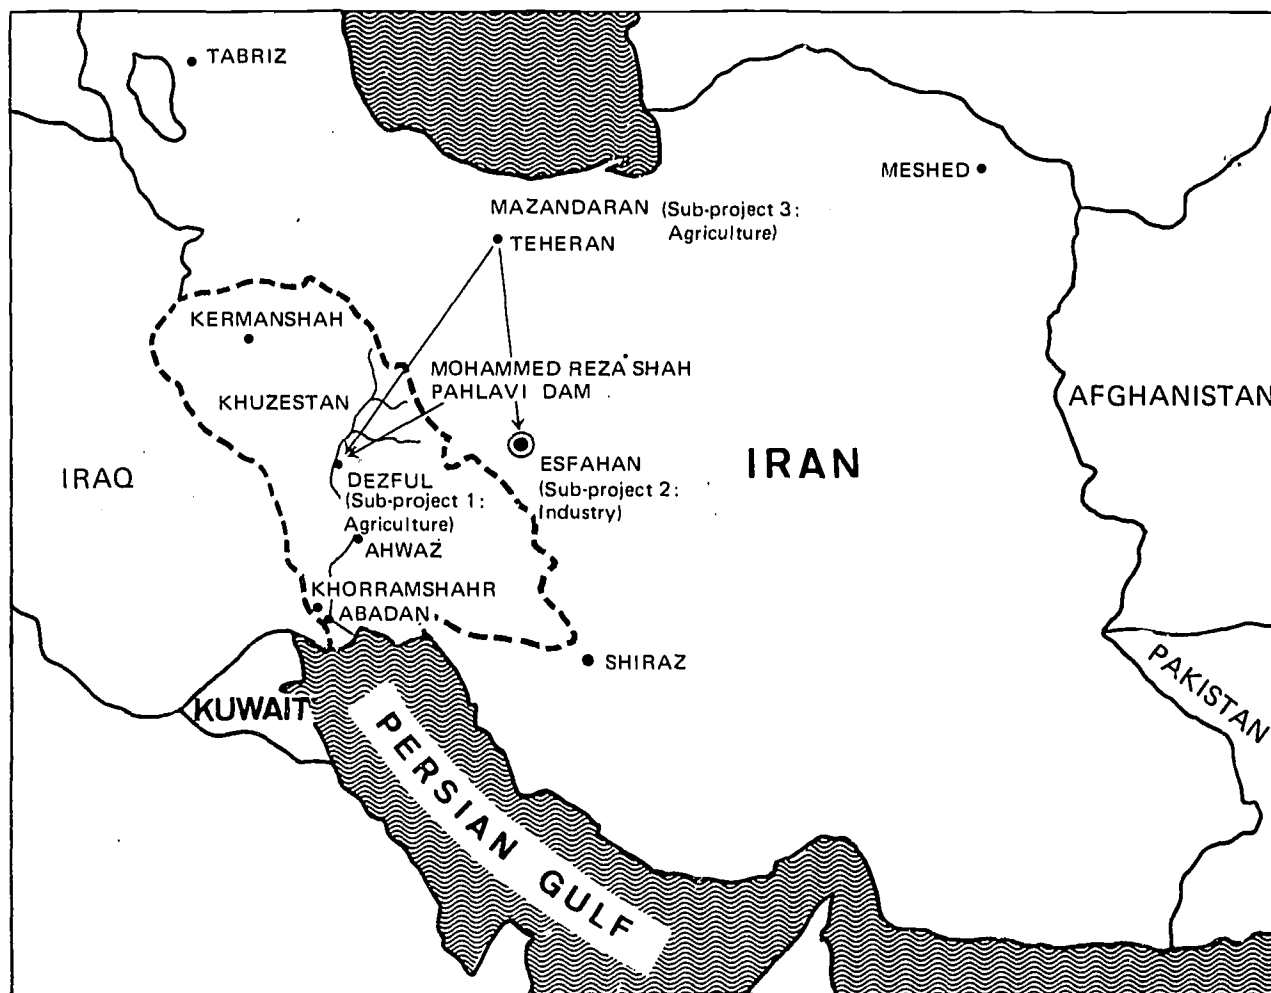 TABRIZ
MESHED
MAZANDARAN (Sub-project 3:
Agriculture)
TEHERAN
KERMANSHAH
MOHAMMED REZA SHAH
PAHLAVI DAM
KHUZESTAN
AFGHANISTAN
IRAQ
IRAN
ESFAHAN
(Sub-project 2:
Industry)
DEZFUL
(Sub-project 1:
Agriculture)
AHWAZ
KHORRAMSHAHR
ABADAN
SHIRAZ
PAKISTAN
KUWAIT
PERSIAN GULF